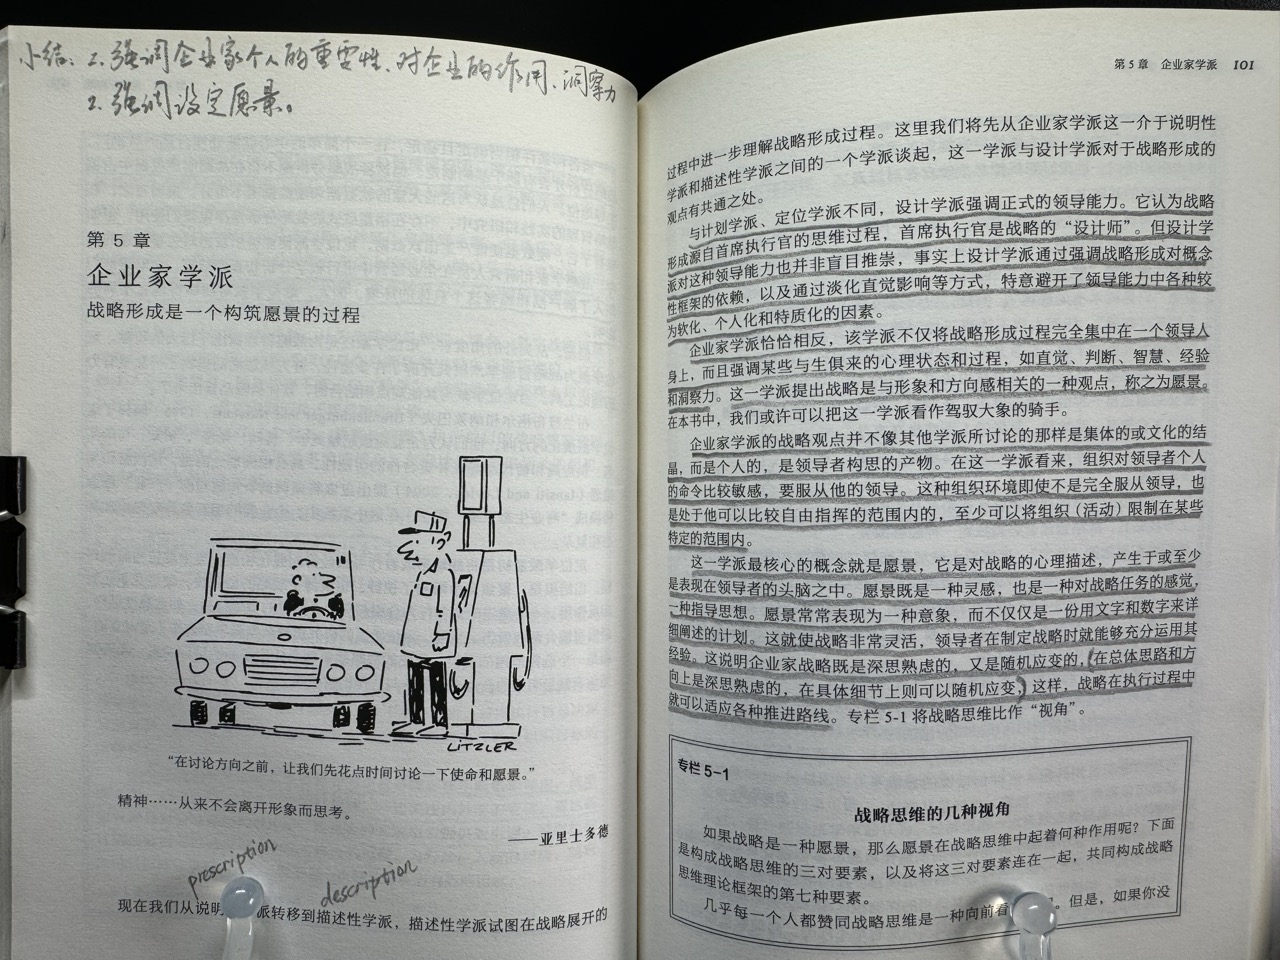 小结：1. 强调企业家个人的重要性、对企业的作用、洞察力
2. 强调设定愿景。
第 5 章
企业家学派
战略形成是一个构筑愿景的过程
LITZLER
“在讨论方向之前，让我们先花点时间讨论一下使命和愿景。”
精神……从来不会离开形象而思考。
——亚里士多德
prescription
description
现在我们从说明 派转移到描述性学派，描述性学派试图在战略展开的
第 5 章 企业家学派 101
过程中进一步理解战略形成过程。这里我们将先从企业家学派这一介于说明性
学派和描述性学派之间的一个学派谈起，这一学派与设计学派对于战略形成的
观点有共通之处。
与计划学派、定位学派不同，设计学派强调正式的领导能力。它认为战略
形成源自首席执行官的思维过程，首席执行官是战略的“设计师”。但设计学
派对这种领导能力也并非盲目推崇，事实上设计学派通过强调战略形成对概念
性框架的依赖，以及通过淡化直觉影响等方式，特意避开了领导能力中各种较
为软化、个人化和特质化的因素。
企业家学派恰恰相反，该学派不仅将战略形成过程完全集中在一个领导人
身上，而且强调某些与生俱来的心理状态和过程，如直觉、判断、智慧、经验
和洞察力。这一学派提出战略是与形象和方向感相关的一种观点，称之为愿景。
在本书中，我们或许可以把这一学派看作驾驭大象的骑手。
企业家学派的战略观点并不像其他学派所讨论的那样是集体的或文化的结
晶，而是个人的，是领导者构思的产物。在这一学派看来，组织对领导者个人
的命令比较敏感，要服从他的领导。这种组织环境即使不是完全服从领导，也
是处于他可以比较自由指挥的范围内的，至少可以将组织（活动）限制在某些
特定的范围内。
这一学派最核心的概念就是愿景，它是对战略的心理描述，产生于或至少
是表现在领导者的头脑之中。愿景既是一种灵感，也是一种对战略任务的感觉，
一种指导思想。愿景常常表现为一种意象，而不仅仅是一份用文字和数字来详
细阐述的计划。这就使战略非常灵活，领导者在制定战略时就能够充分运用其
经验。这说明企业家战略既是深思熟虑的，又是随机应变的，（在总体思路和方
向上是深思熟虑的，在具体细节上则可以随机应变，）这样，战略在执行过程中
就可以适应各种推进路线。专栏 5-1 将战略思维比作“视角”。
专栏 5-1
战略思维的几种视角
如果战略是一种愿景，那么愿景在战略思维中起着何种作用呢？下面
是构成战略思维的三对要素，以及将这三对要素连在一起，共同构成战略
思维理论框架的第七种要素。
几乎每一个人都赞同战略思维是一种向前看 。但是，如果你没